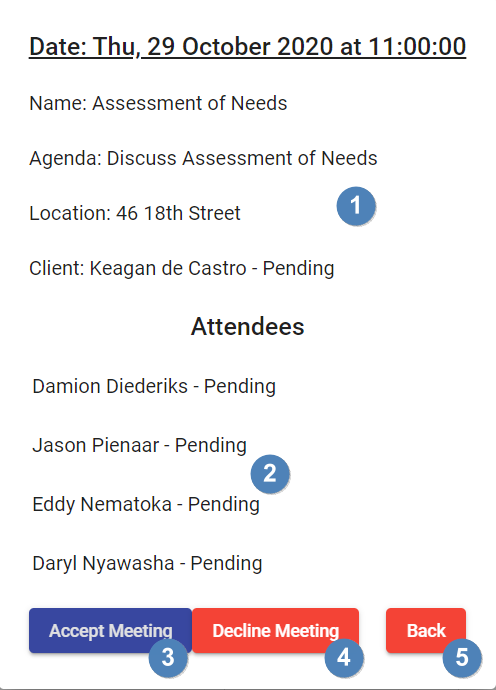 Date: Thu, 29 October 2020 at 11:00:00
Name: Assessment of Needs
Agenda: Discuss Assessment of Needs
Location: 46 18th Street
1
Client: Keagan de Castro - Pending
Attendees
Damion Diederiks - Pending
Jason Pienaar - Pending
2
Eddy Nematoka - Pending
Daryl Nyawasha - Pending
Accept Meeting Decline Meeting Back
3 4 5